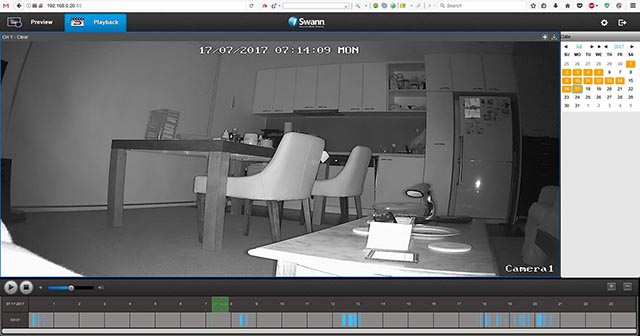 192.168.0.20:85
90%
Search
Preview
Playback
Swann
CH 1 - Clear
17/07/2017 07:14:09 MON
Camera1
Date
Jul 2017
SU MO TU WE TH FR SA
25 26 27 28 29 30 1
2 3 4 5 6 7 8
9 10 11 12 13 14 15
16 17 18 19 20 21 22
23 24 25 26 27 28 29
30 31 1 2 3 4 5
07-17-2017 0 1 2 3 4 5 6 7 8 9 10 11 12 13 14 15 16 17 18 19 20 21 22 23
CH 01